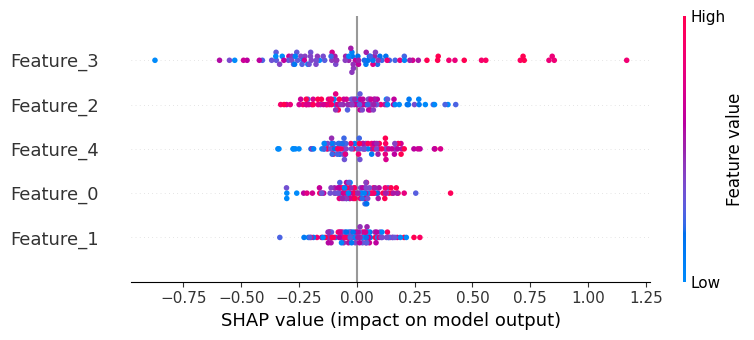 High
Feature_3
Feature_2
Feature_4
Feature_0
Feature_1
Feature value
Low
−0.75 −0.50 −0.25 0.00 0.25 0.50 0.75 1.00 1.25
SHAP value (impact on model output)